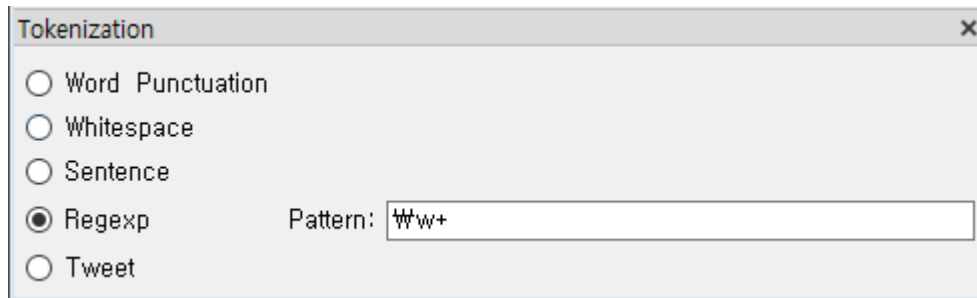 Tokenization
Word Punctuation
Whitespace
Sentence
Regexp Pattern: ₩w+
Tweet